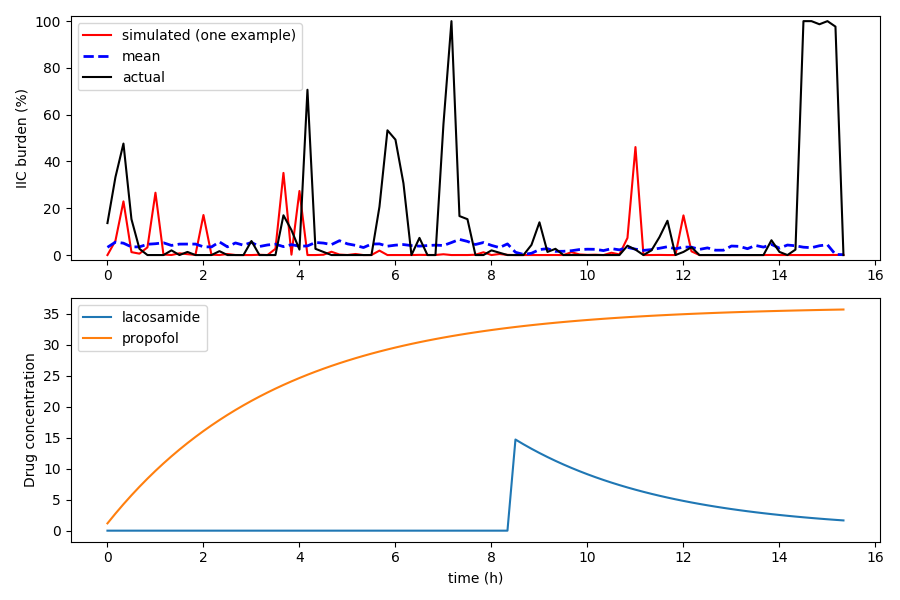 100
80
60
40
20
0
IIC burden (%)
simulated (one example)
mean
actual
0 2 4 6 8 10 12 14 16
35
30
25
20
15
10
5
0
Drug concentration
lacosamide
propofol
0 2 4 6 8 10 12 14 16
time (h)